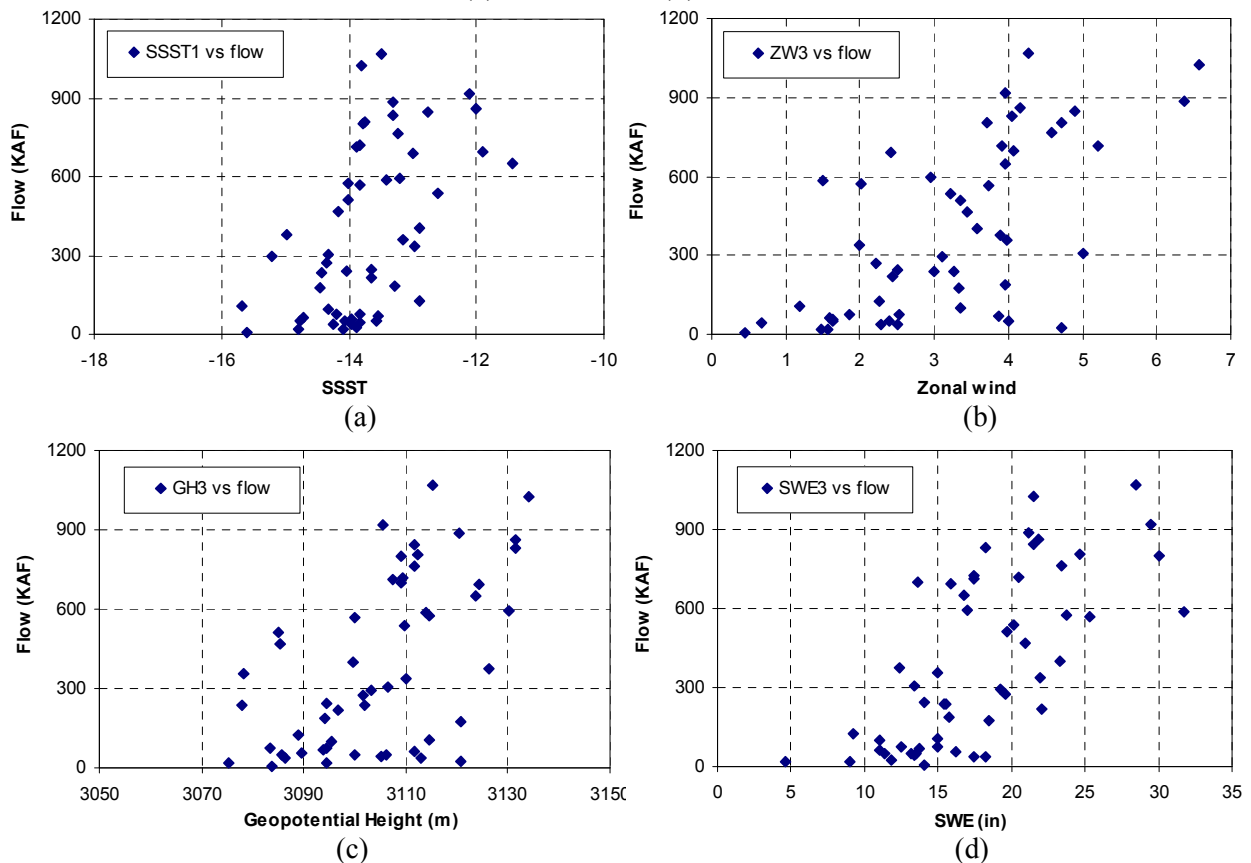 1200
900
600
300
0
Flow (KAF)
SSST1 vs flow
-18
-16
-14
-12
-10
SSST
(a)
1200
900
600
300
0
Flow (KAF)
ZW3 vs flow
0
1
2
3
4
5
6
7
Zonal wind
(b)
1200
900
600
300
0
Flow (KAF)
GH3 vs flow
3050
3070
3090
3110
3130
3150
Geopotential Height (m)
(c)
1200
900
600
300
0
Flow (KAF)
SWE3 vs flow
0
5
10
15
20
25
30
35
SWE (in)
(d)